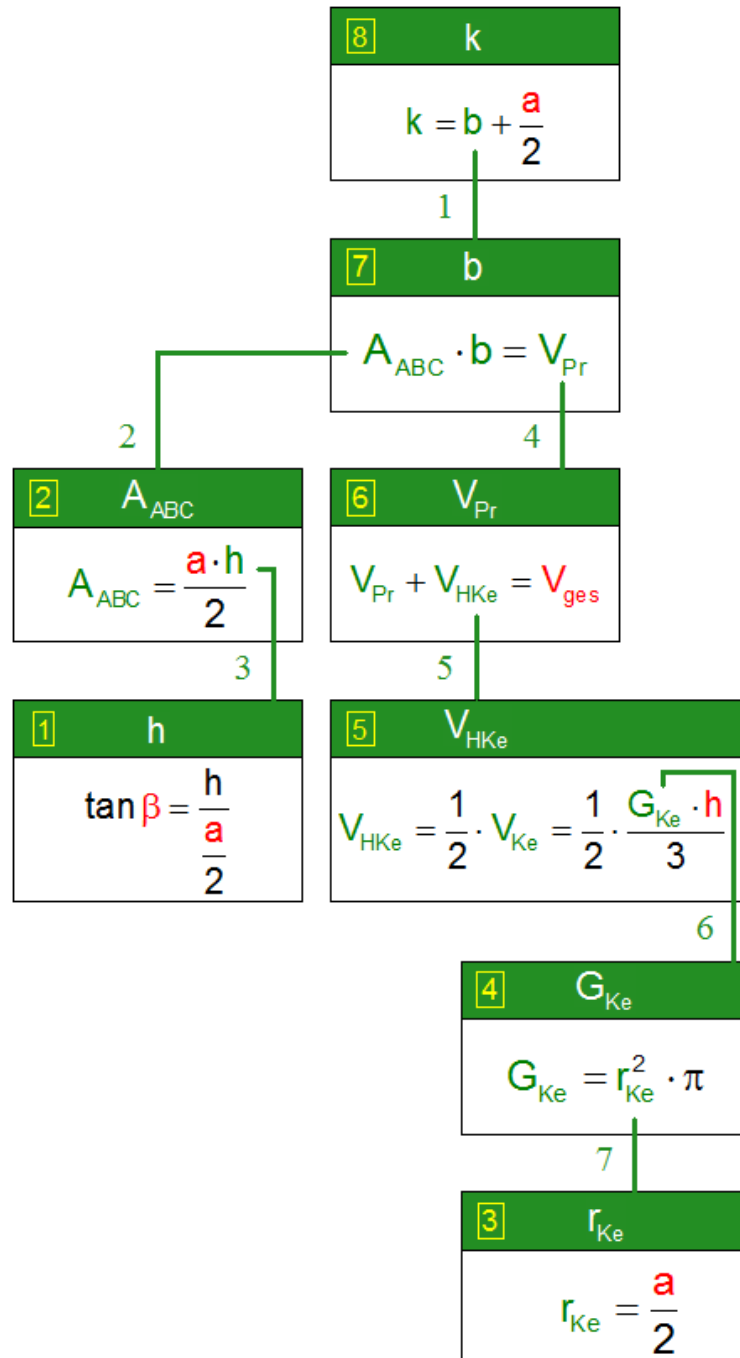 8 k
k = b + a/2
1
7 b
A_ABC · b = V_Pr
2 4
2 A_ABC
A_ABC = a · h / 2
6 V_Pr
V_Pr + V_HKe = V_ges
3 5
1 h
tan β = h / (a/2)
5 V_HKe
V_HKe = 1/2 · V_Ke = 1/2 · G_Ke · h / 3
6
4 G_Ke
G_Ke = r_Ke² · π
7
3 r_Ke
r_Ke = a/2